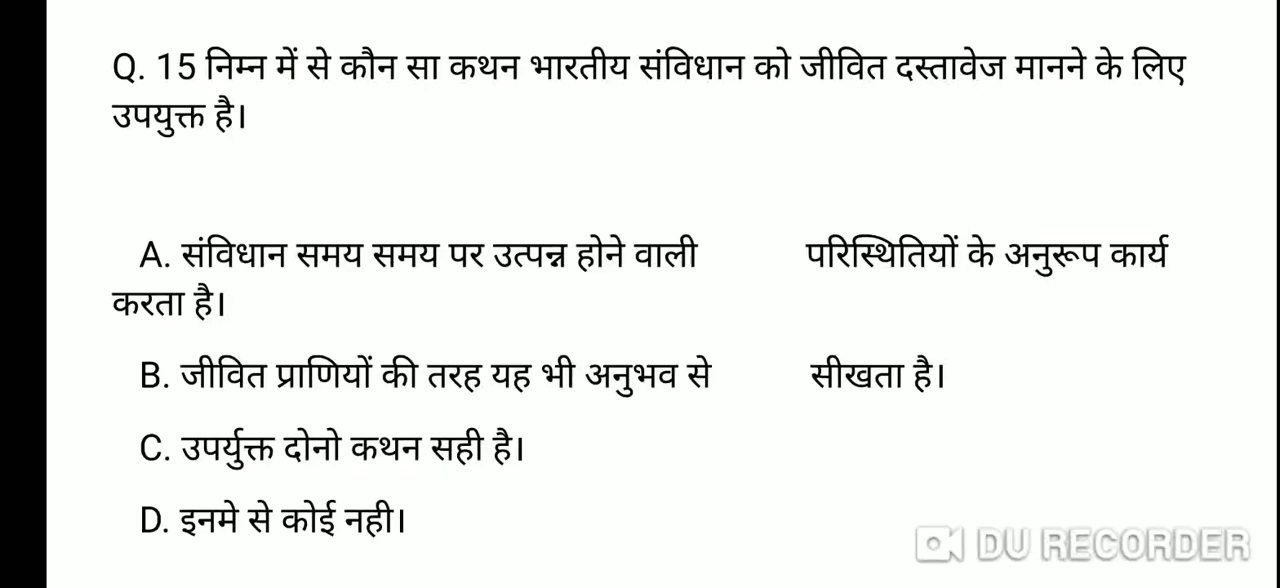 Q. 15 निम्न में से कौन सा कथन भारतीय संविधान को जीवित दस्तावेज मानने के लिए
उपयुक्त है।
A. संविधान समय समय पर उत्पन्न होने वाली परिस्थितियों के अनुरूप कार्य
करता है।
B. जीवित प्राणियों की तरह यह भी अनुभव से सीखता है।
C. उपर्युक्त दोनो कथन सही है।
D. इनमे से कोई नही।
DU RECORDER